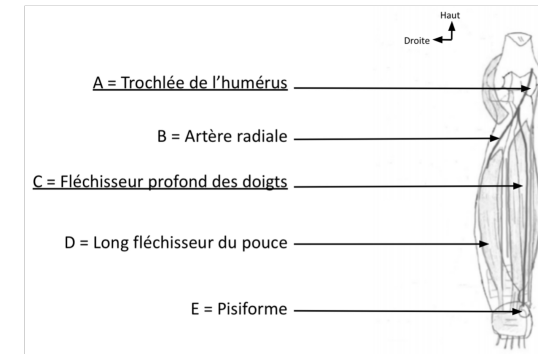 Haut
Droite
A = Trochlée de l’humérus
B = Artère radiale
C = Fléchisseur profond des doigts
D = Long fléchisseur du pouce
E = Pisiforme